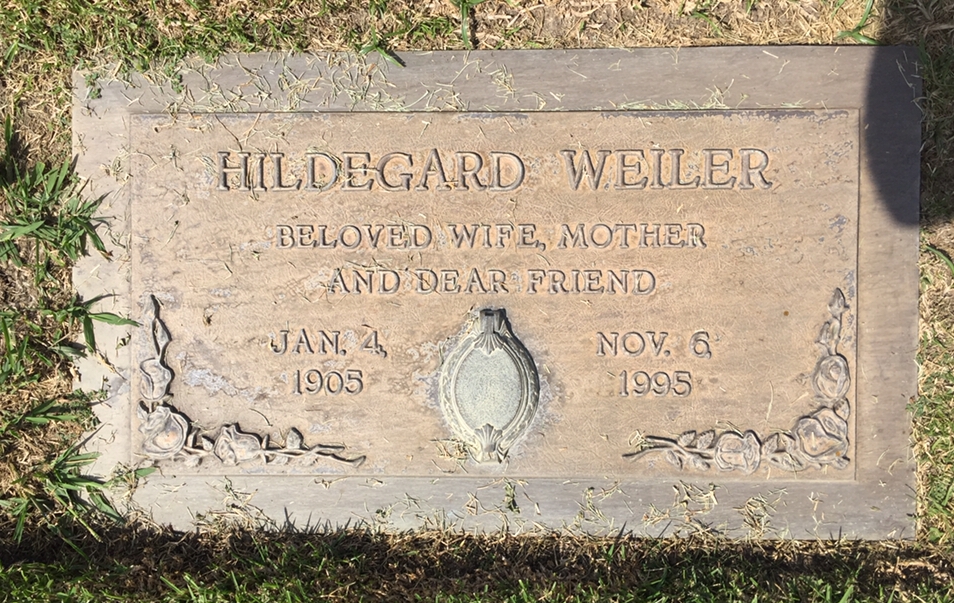 HILDEGARD WEILER
BELOVED WIFE, MOTHER
AND DEAR FRIEND
JAN. 4,
1905
NOV. 6,
1995